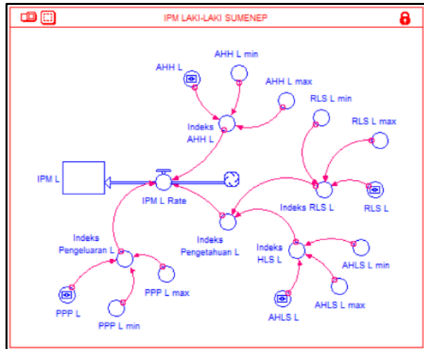 IPM LAKI-LAKI SUMENEP
AHH L
AHH L min
AHH L max
Indeks
AHH L
RLS L min
RLS L max
RLS L
Indeks RLS L
IPM L
IPM L Rate
Indeks
Pengeluaran L
Indeks
Pengetahuan L
Indeks
HLS L
AHLS L min
AHLS L max
AHLS L
PPP L
PPP L min
PPP L max